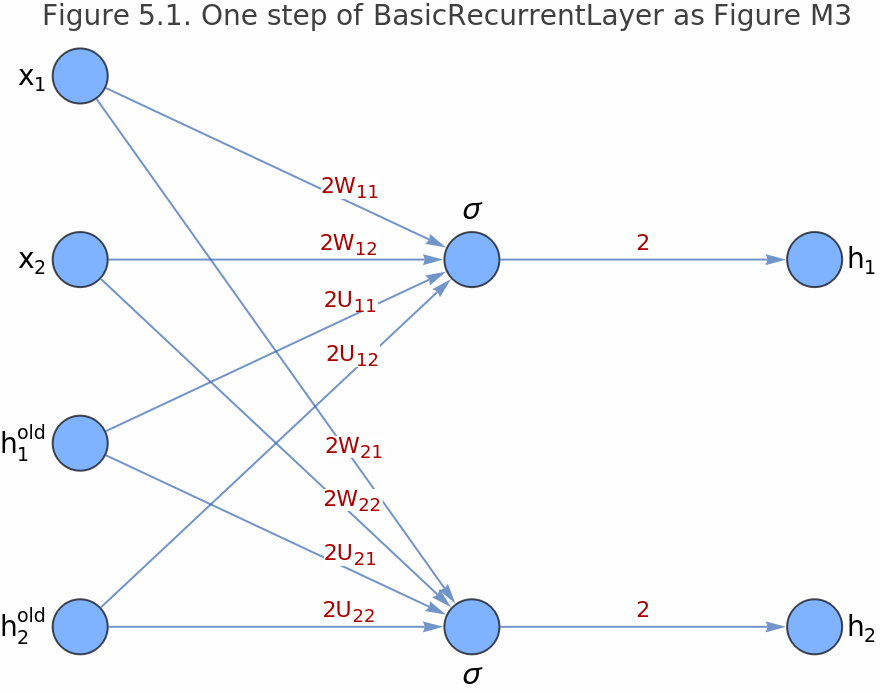 Figure 5.1. One step of BasicRecurrentLayer as Figure M3
x₁
2W₁₁
σ
x₂
2W₁₂
2
h₁
2U₁₁
2U₁₂
h₁ᵒˡᵈ
2W₂₁
2W₂₂
2U₂₁
h₂ᵒˡᵈ
2U₂₂
2
h₂
σ